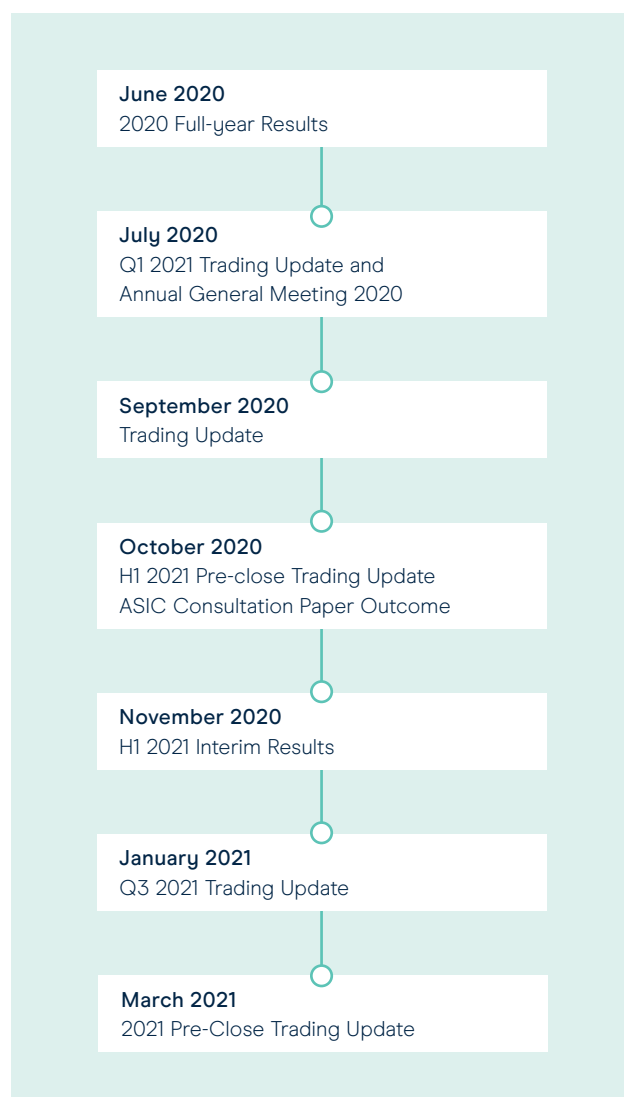 June 2020
2020 Full-year Results
July 2020
Q1 2021 Trading Update and
Annual General Meeting 2020
September 2020
Trading Update
October 2020
H1 2021 Pre-close Trading Update
ASIC Consultation Paper Outcome
November 2020
H1 2021 Interim Results
January 2021
Q3 2021 Trading Update
March 2021
2021 Pre-Close Trading Update